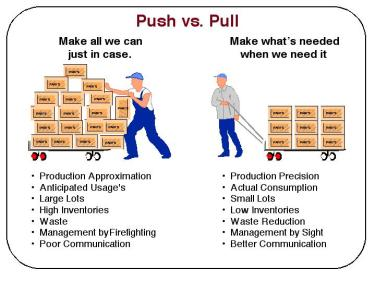 Push vs. Pull
Make all we can
just in case.
• Production Approximation
• Anticipated Usage's
• Large Lots
• High Inventories
• Waste
• Management byFirefighting
• Poor Communication
Make what's needed
when we need it
• Production Precision
• Actual Consumption
• Small Lots
• Low Inventories
• Waste Reduction
• Management by Sight
• Better Communication